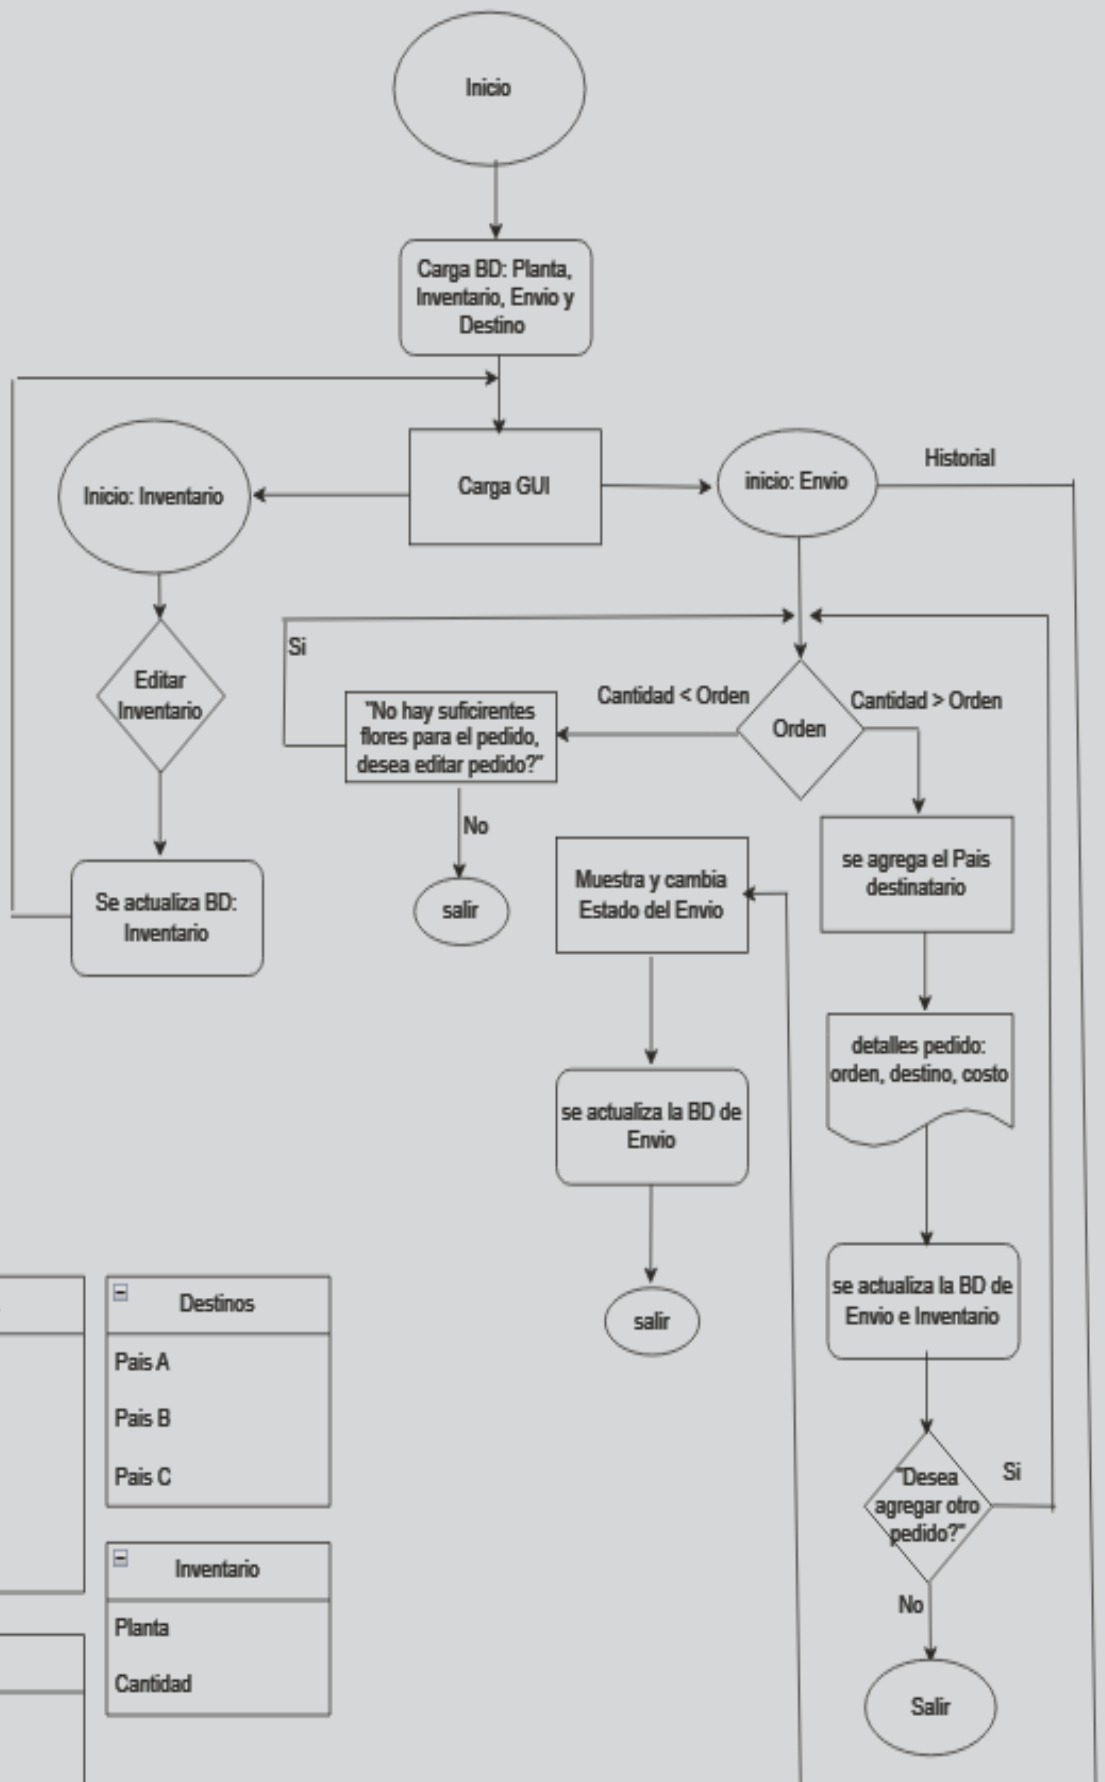 Inicio
Carga BD: Planta,
Inventario, Envio y
Destino
Carga GUI
Inicio: Inventario
inicio: Envio
Historial
Editar
Inventario
Se actualiza BD:
Inventario
Si
"No hay suficirentes
flores para el pedido,
desea editar pedido?"
No
salir
Cantidad < Orden
Orden
Cantidad > Orden
se agrega el Pais
destinatario
detalles pedido:
orden, destino, costo
se actualiza la BD de
Envio e Inventario
"Desea
agregar otro
pedido?"
Si
No
Salir
Muestra y cambia
Estado del Envio
se actualiza la BD de
Envio
salir
Destinos
Pais A
Pais B
Pais C
Inventario
Planta
Cantidad